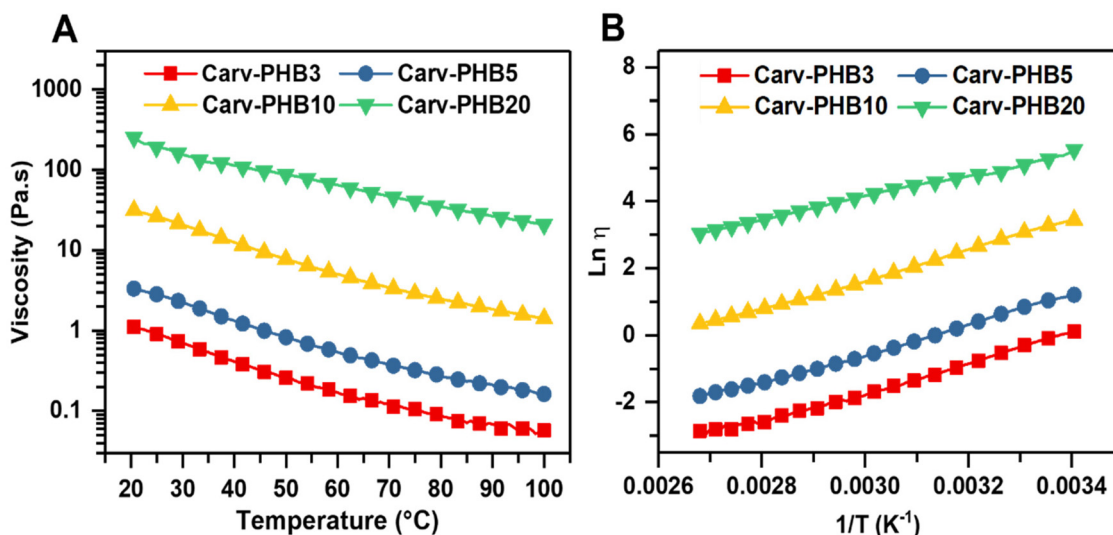 A
Carv-PHB3 Carv-PHB5
Carv-PHB10 Carv-PHB20
1000
100
10
1
0.1
Viscosity (Pa.s)
20 30 40 50 60 70 80 90 100
Temperature (°C)
B
Carv-PHB3 Carv-PHB5
Carv-PHB10 Carv-PHB20
8
6
4
2
0
-2
Ln η
0.0026 0.0028 0.0030 0.0032 0.0034
1/T (K⁻¹)